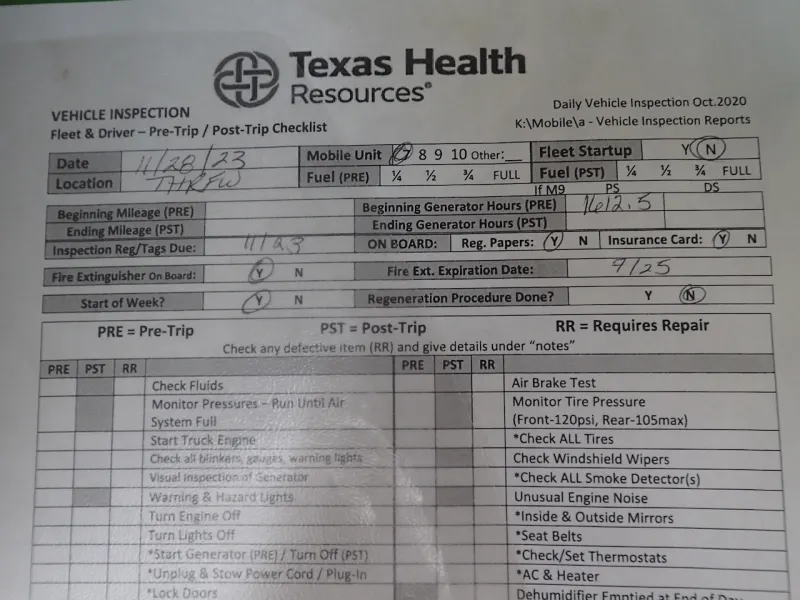 Texas Health
Resources®
VEHICLE INSPECTION
Daily Vehicle Inspection Oct.2020
Fleet & Driver – Pre-Trip / Post-Trip Checklist
K:\Mobile\a - Vehicle Inspection Reports
Date 11/28/23 Mobile Unit 7 8 9 10 Other:__ Fleet Startup Y N
Location THRFW Fuel (PRE) ¼ ½ ¾ FULL Fuel (PST) ¼ ½ ¾ FULL
If M9 PS DS
Beginning Mileage (PRE) Beginning Generator Hours (PRE) 1612.5
Ending Mileage (PST) Ending Generator Hours (PST)
Inspection Reg/Tags Due: 11/23 ON BOARD: Reg. Papers: Y N Insurance Card: Y N
Fire Extinguisher On Board: Y N Fire Ext. Expiration Date: 9/25
Start of Week? Y N Regeneration Procedure Done? Y N
PRE = Pre-Trip PST = Post-Trip RR = Requires Repair
Check any defective item (RR) and give details under "notes"
PRE PST RR PRE PST RR
Check Fluids Air Brake Test
Monitor Pressures – Run Until Air Monitor Tire Pressure
System Full (Front-120psi, Rear-105max)
Start Truck Engine *Check ALL Tires
Check all blinkers, gauges, warning lights Check Windshield Wipers
Visual inspection of Generator *Check ALL Smoke Detector(s)
Warning & Hazard Lights Unusual Engine Noise
Turn Engine Off *Inside & Outside Mirrors
Turn Lights Off *Seat Belts
*Start Generator (PRE) / Turn Off (PST) *Check/Set Thermostats
*Unplug & Stow Power Cord / Plug-In *AC & Heater
*Lock Doors Dehumidifier Emptied at End of Day